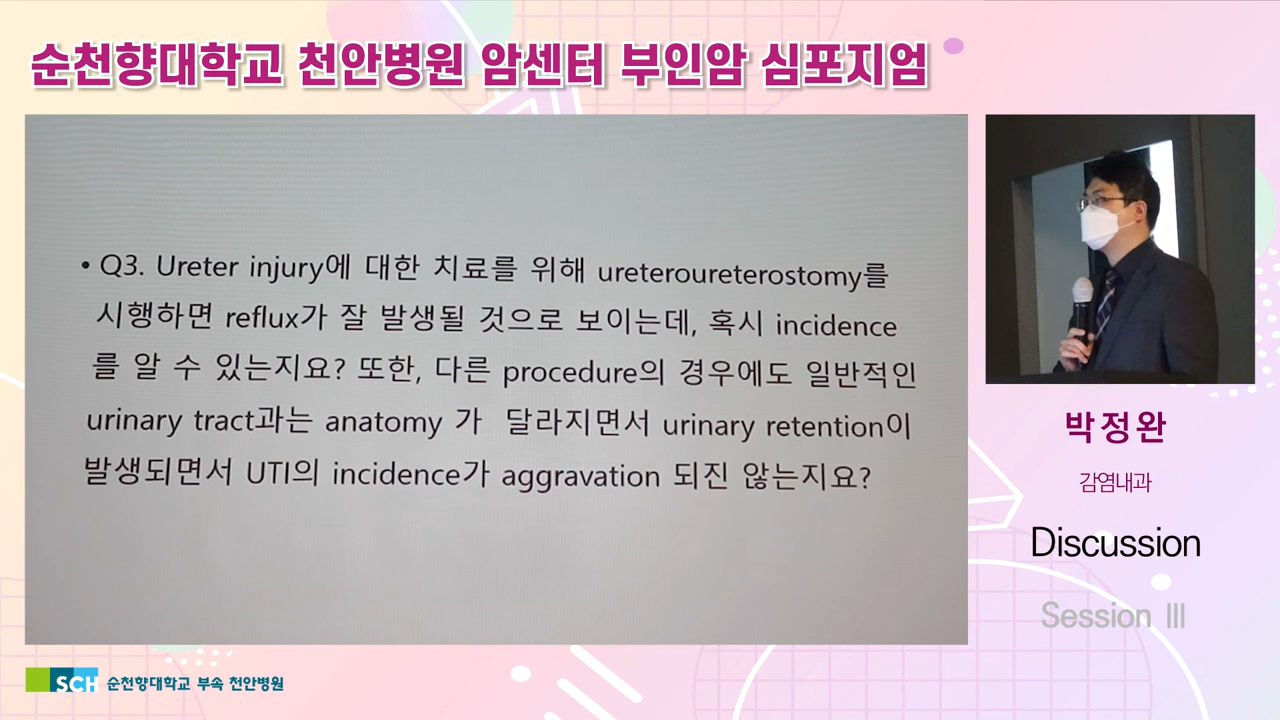 순천향대학교 천안병원 암센터 부인암 심포지엄
• Q3. Ureter injury에 대한 치료를 위해 ureteroureterostomy를
시행하면 reflux가 잘 발생될 것으로 보이는데, 혹시 incidence
를 알 수 있는지요? 또한, 다른 procedure의 경우에도 일반적인
urinary tract과는 anatomy 가 달라지면서 urinary retention이
발생되면서 UTI의 incidence가 aggravation 되진 않는지요?
박정완
감염내과
Discussion
Session III
SCH 순천향대학교 부속 천안병원